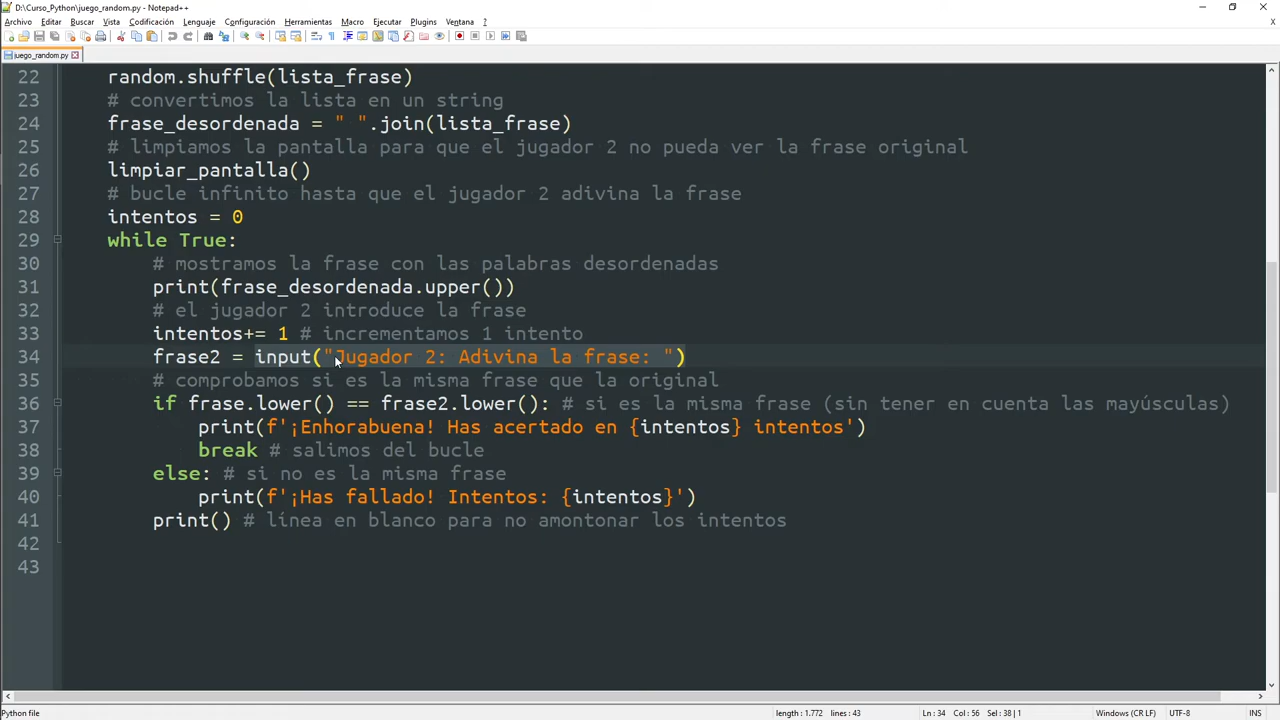 D:\Curso_Python\juego_random.py - Notepad++
Archivo Editar Buscar Vista Codificación Lenguaje Configuración Herramientas Macro Ejecutar Plugins Ventana ?
juego_random.py
22 random.shuffle(lista_frase)
23 # convertimos la lista en un string
24 frase_desordenada = " ".join(lista_frase)
25 # limpiamos la pantalla para que el jugador 2 no pueda ver la frase original
26 limpiar_pantalla()
27 # bucle infinito hasta que el jugador 2 adivina la frase
28 intentos = 0
29 while True:
30 # mostramos la frase con las palabras desordenadas
31 print(frase_desordenada.upper())
32 # el jugador 2 introduce la frase
33 intentos+= 1 # incrementamos 1 intento
34 frase2 = input("Jugador 2: Adivina la frase: ")
35 # comprobamos si es la misma frase que la original
36 if frase.lower() == frase2.lower(): # si es la misma frase (sin tener en cuenta las mayúsculas)
37 print(f'¡Enhorabuena! Has acertado en {intentos} intentos')
38 break # salimos del bucle
39 else: # si no es la misma frase
40 print(f'¡Has fallado! Intentos: {intentos}')
41 print() # línea en blanco para no amontonar los intentos
42
43
Python file length : 1.772 lines : 43 Ln : 34 Col : 56 Sel : 38 | 1 Windows (CR LF) UTF-8 INS